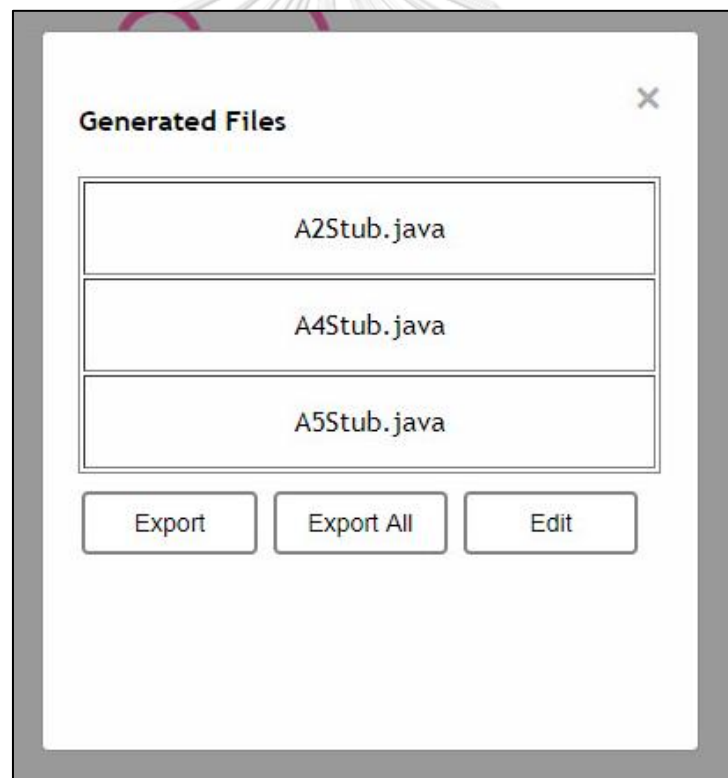 Generated Files
×
A2Stub.java
A4Stub.java
A5Stub.java
Export Export All Edit